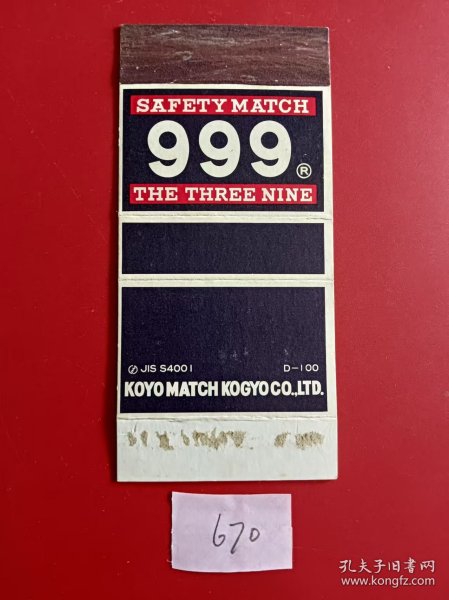 SAFETY MATCH
999 ®
THE THREE NINE
JIS S4001 D-100
KOYO MATCH KOGYO CO., LTD.
670
孔夫子旧书网
www.kongfz.com